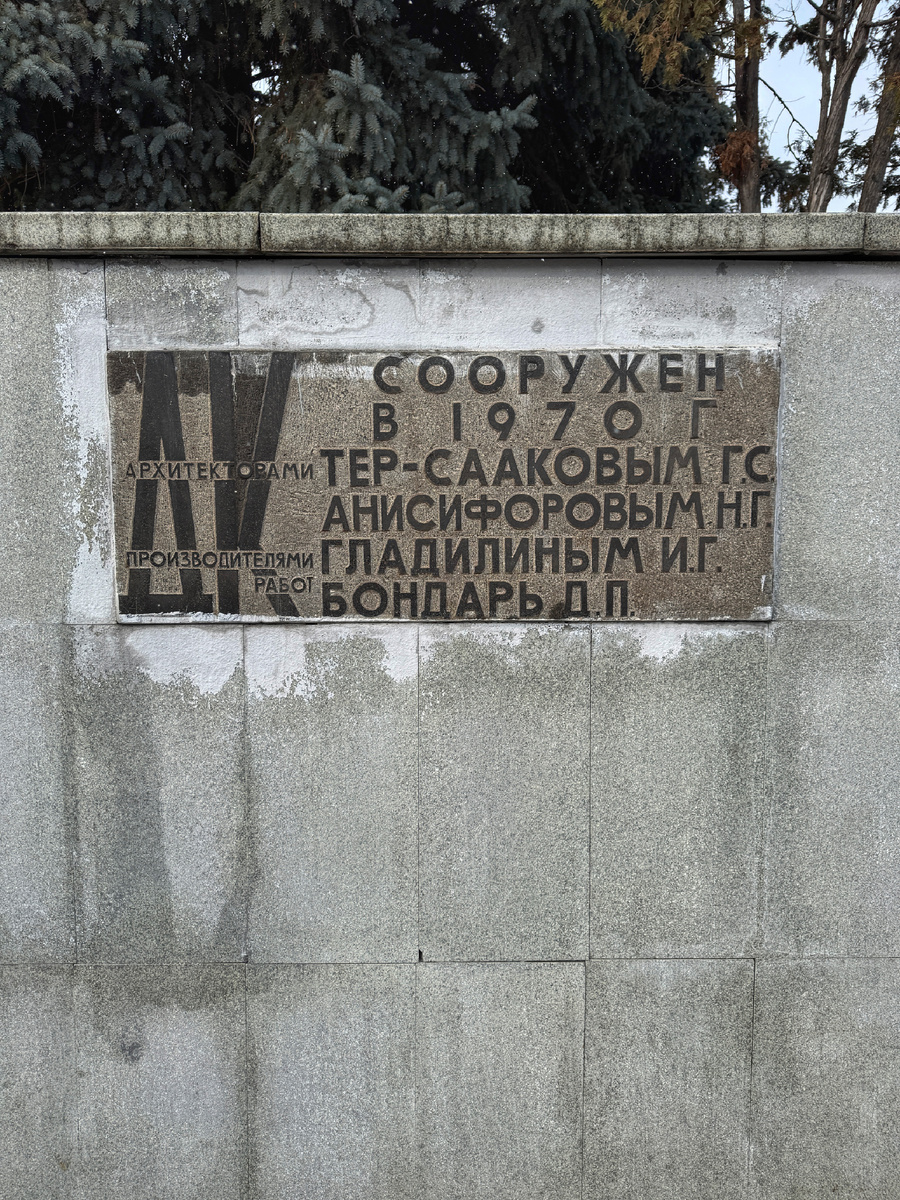 ДК
СООРУЖЕН
В 1970 Г
АРХИТЕКТОРАМИ ТЕР-СААКОВЫМ Г.С.
АНИСИФОРОВЫМ Н.Г.
ПРОИЗВОДИТЕЛЯМИ ГЛАДИЛИНЫМ И.Г.
РАБОТ БОНДАРЬ Д.П.